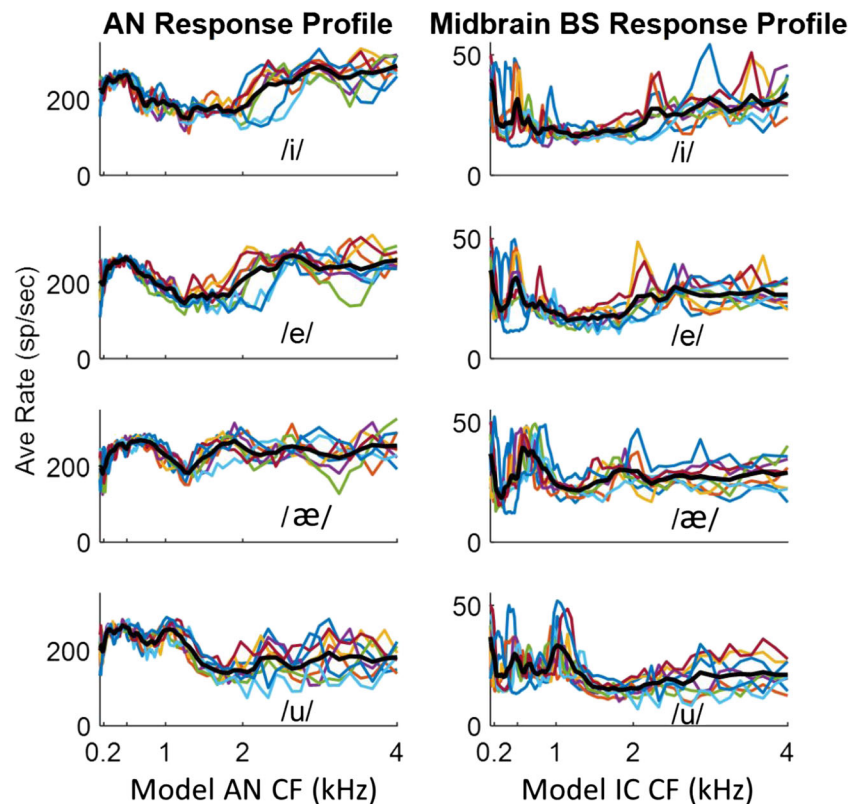 AN Response Profile
Midbrain BS Response Profile
Ave Rate (sp/sec)
200
0
/i/
50
0
/i/
200
0
/e/
50
0
/e/
200
0
/æ/
50
0
/æ/
200
0
/u/
50
0
/u/
0.2 1 2 4
0.2 1 2 4
Model AN CF (kHz)
Model IC CF (kHz)